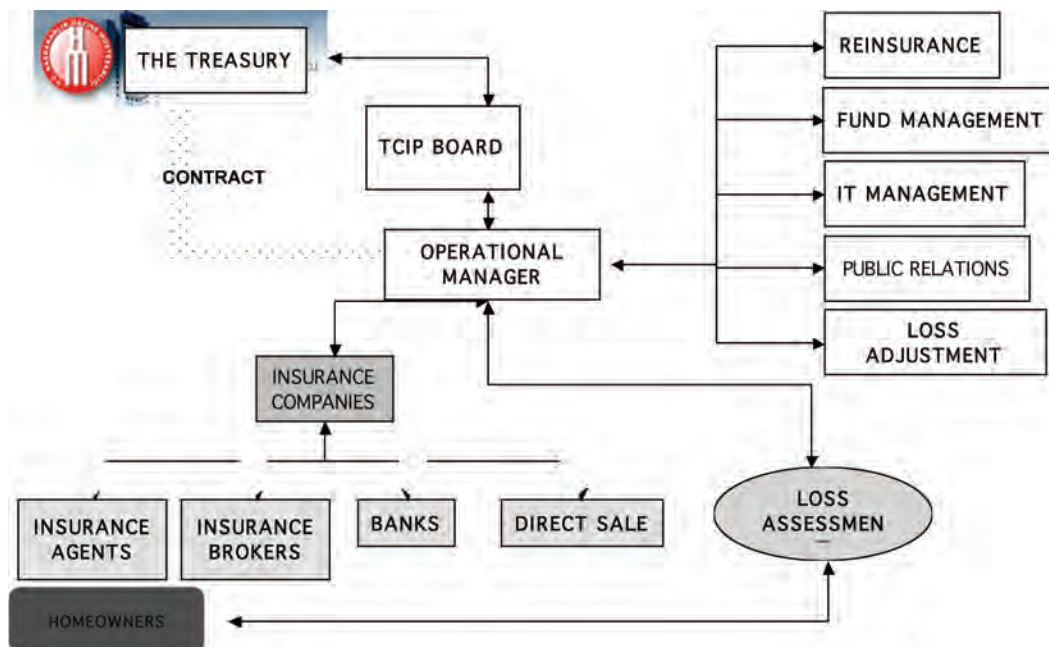 THE TREASURY
REINSURANCE
FUND MANAGEMENT
TCIP BOARD
CONTRACT
IT MANAGEMENT
OPERATIONAL
MANAGER
PUBLIC RELATIONS
LOSS
ADJUSTMENT
INSURANCE
COMPANIES
INSURANCE
AGENTS
INSURANCE
BROKERS
BANKS
DIRECT SALE
LOSS
ASSESSMEN
HOMEOWNERS